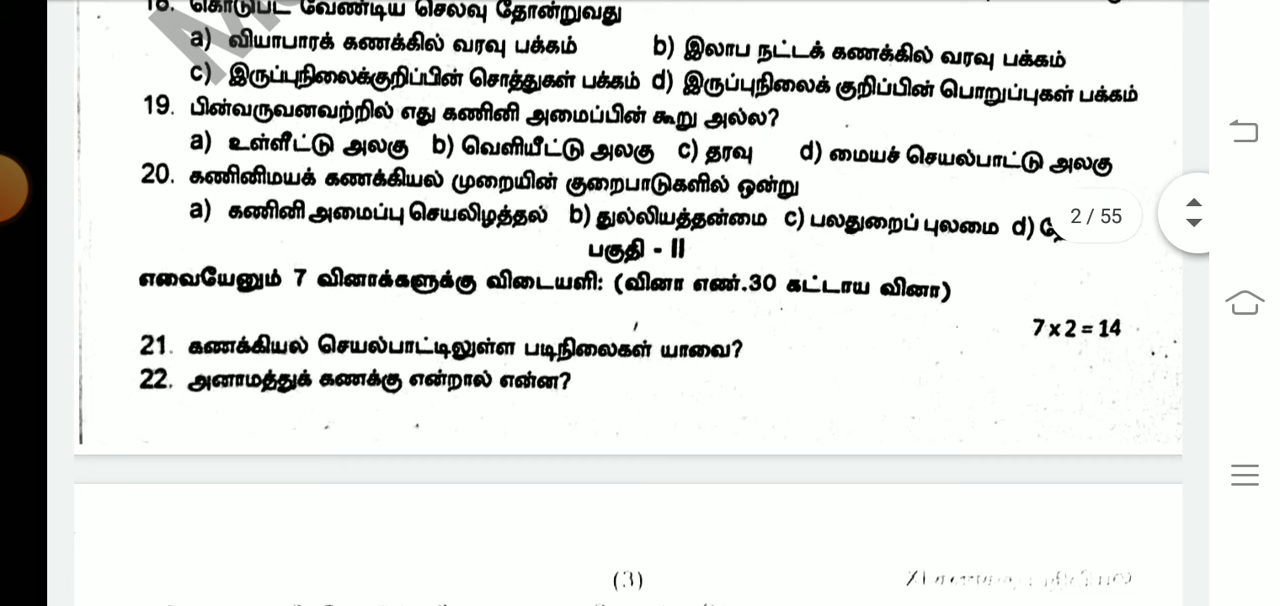 18. கொடுபட வேண்டிய செலவு தோன்றுவது
a) வியாபாரக் கணக்கில் வரவு பக்கம் b) இலாப நட்டக் கணக்கில் வரவு பக்கம்
c) இருப்புநிலைக்குறிப்பின் சொத்துகள் பக்கம் d) இருப்புநிலைக் குறிப்பின் பொறுப்புகள் பக்கம்
19. பின்வருவனவற்றில் எது கணினி அமைப்பின் கூறு அல்ல?
a) உள்ளீட்டு அலகு b) வெளியீட்டு அலகு c) தரவு d) மையச் செயல்பாட்டு அலகு
20. கணினிமயக் கணக்கியல் முறையின் குறைபாடுகளில் ஒன்று
a) கணினி அமைப்பு செயலிழத்தல் b) துல்லியத்தன்மை c) பலதுறைப் புலமை d)
2 / 55
பகுதி - II
எவையேனும் 7 வினாக்களுக்கு விடையளி: (வினா எண்.30 கட்டாய வினா)
7 x 2 = 14
21. கணக்கியல் செயல்பாட்டிலுள்ள படிநிலைகள் யாவை?
22. அனாமத்துக் கணக்கு என்றால் என்ன?
(3)